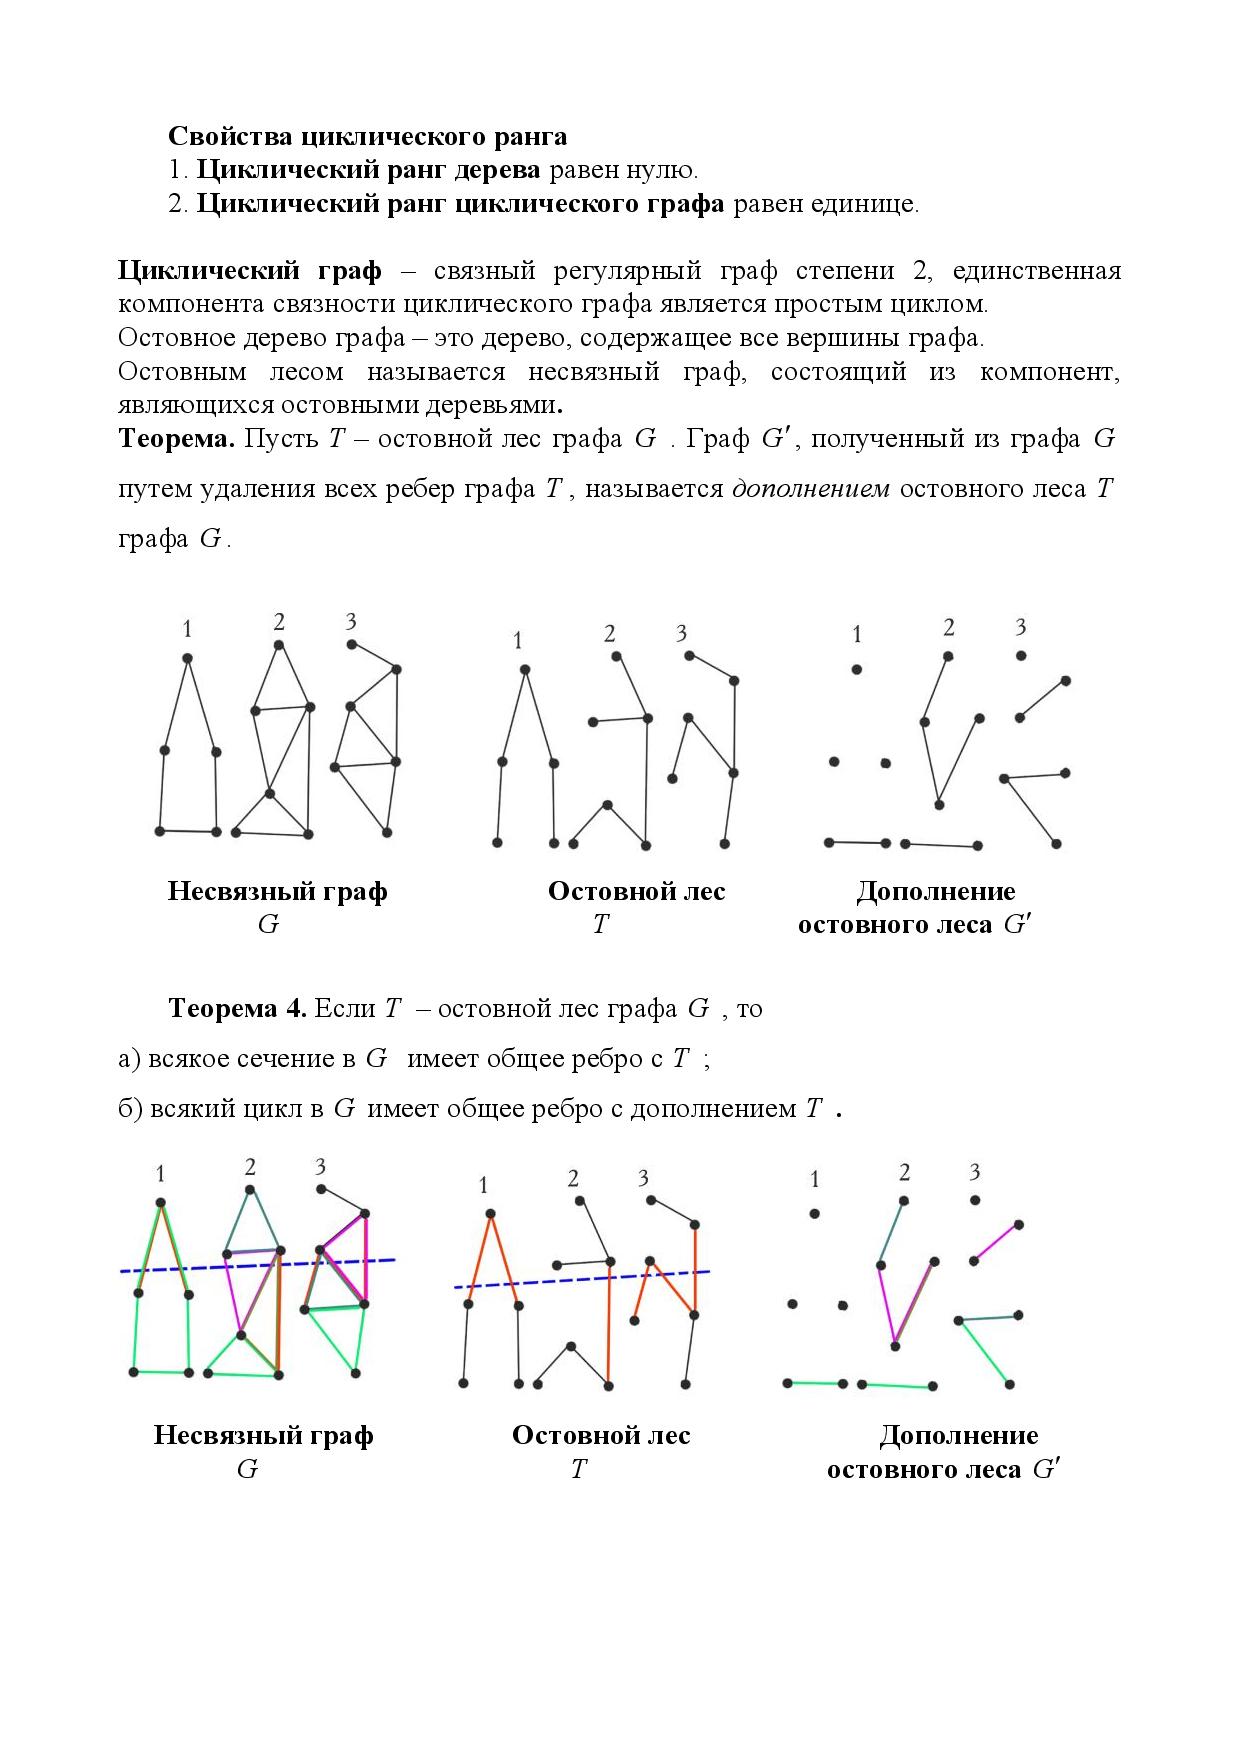 Свойства циклического ранга
1. Циклический ранг дерева равен нулю.
2. Циклический ранг циклического графа равен единице.
Циклический граф – связный регулярный граф степени 2, единственная
компонента связности циклического графа является простым циклом.
Остовное дерево графа – это дерево, содержащее все вершины графа.
Остовным лесом называется несвязный граф, состоящий из компонент,
являющихся остовными деревьями.
Теорема. Пусть T – остовной лес графа G . Граф G′, полученный из графа G
путем удаления всех ребер графа T , называется дополнением остовного леса T
графа G .
1 2 3 1 2 3 1 2 3
Несвязный граф Остовной лес Дополнение
G T остовного леса G′
Теорема 4. Если T – остовной лес графа G , то
а) всякое сечение в G имеет общее ребро с T ;
б) всякий цикл в G имеет общее ребро с дополнением T .
1 2 3 1 2 3 1 2 3
Несвязный граф Остовной лес Дополнение
G T остовного леса G′